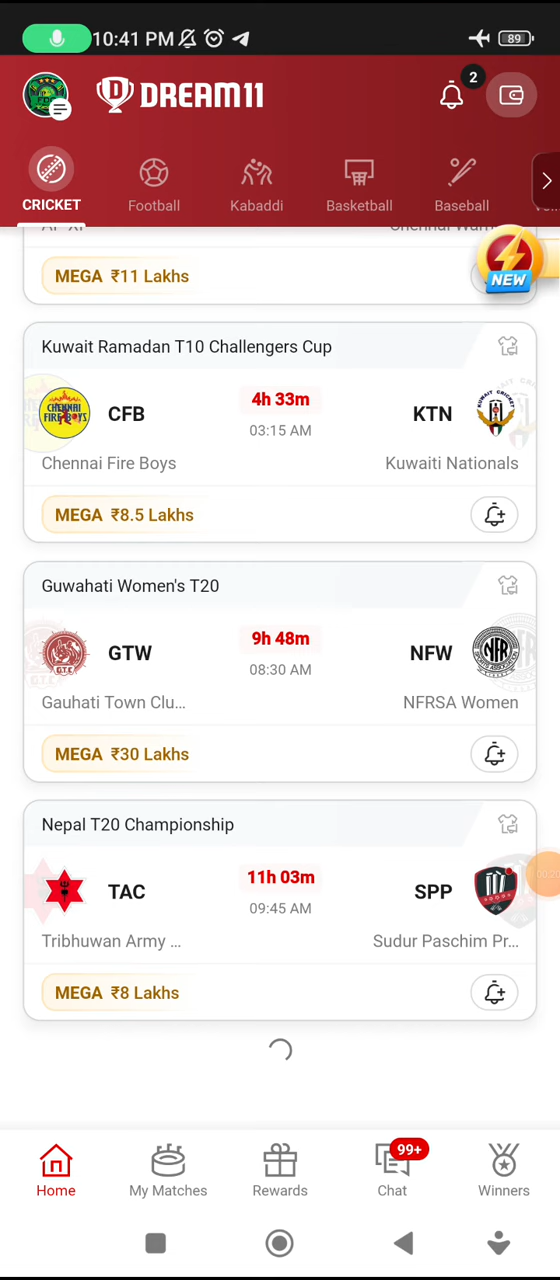 10:41 PM
89
DREAM11
2
CRICKET
Football
Kabaddi
Basketball
Baseball
NEW
MEGA ₹11 Lakhs
Kuwait Ramadan T10 Challengers Cup
CFB
4h 33m
KTN
03:15 AM
Chennai Fire Boys
Kuwaiti Nationals
MEGA ₹8.5 Lakhs
Guwahati Women's T20
GTW
9h 48m
NFW
08:30 AM
Gauhati Town Clu...
NFRSA Women
MEGA ₹30 Lakhs
Nepal T20 Championship
TAC
11h 03m
SPP
09:45 AM
Tribhuwan Army ...
Sudur Paschim Pr...
MEGA ₹8 Lakhs
99+
Home
My Matches
Rewards
Chat
Winners